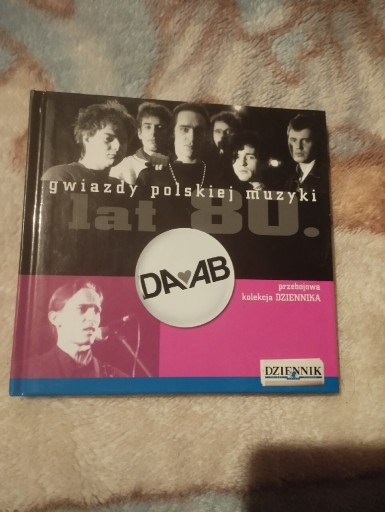 gwiazdy polskiej muzyki
lat 80.
DAAB
przebojowa
kolekcja DZIENNIKA
DZIENNIK